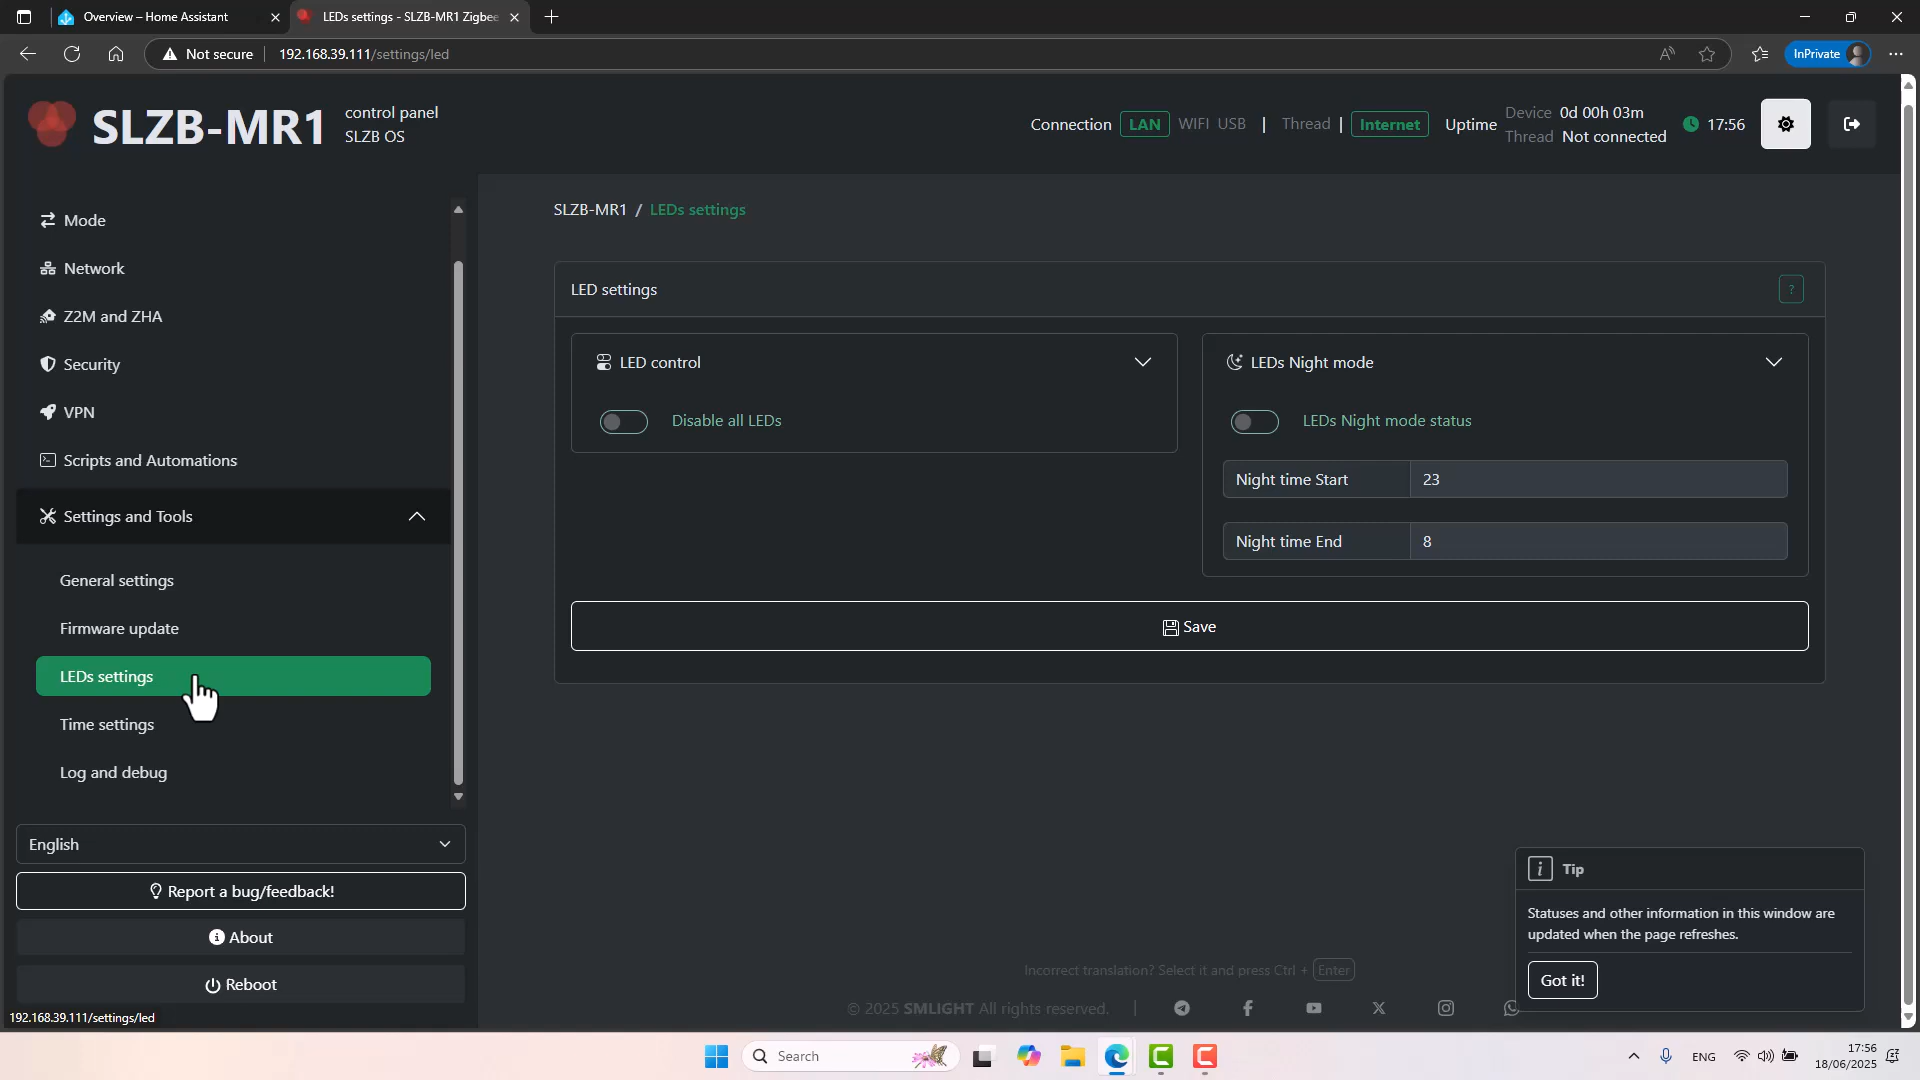 Overview – Home Assistant
LEDs settings - SLZB-MR1 Zigbee
Not secure
192.168.39.111/settings/led
InPrivate
SLZB-MR1
control panel
SLZB OS
Connection LAN WIFI USB | Thread | Internet
Uptime
Device 0d 00h 03m
Thread Not connected
17:56
Mode
Network
Z2M and ZHA
Security
VPN
Scripts and Automations
Settings and Tools
General settings
Firmware update
LEDs settings
Time settings
Log and debug
English
Report a bug/feedback!
About
Reboot
192.168.39.111/settings/led
SLZB-MR1 / LEDs settings
LED settings
?
LED control
Disable all LEDs
LEDs Night mode
LEDs Night mode status
Night time Start 23
Night time End 8
Save
Tip
Statuses and other information in this window are
updated when the page refreshes.
Got it!
Incorrect translation? Select it and press Ctrl + Enter
© 2025 SMLIGHT All rights reserved. |
Search
ENG
17:56
18/06/2025